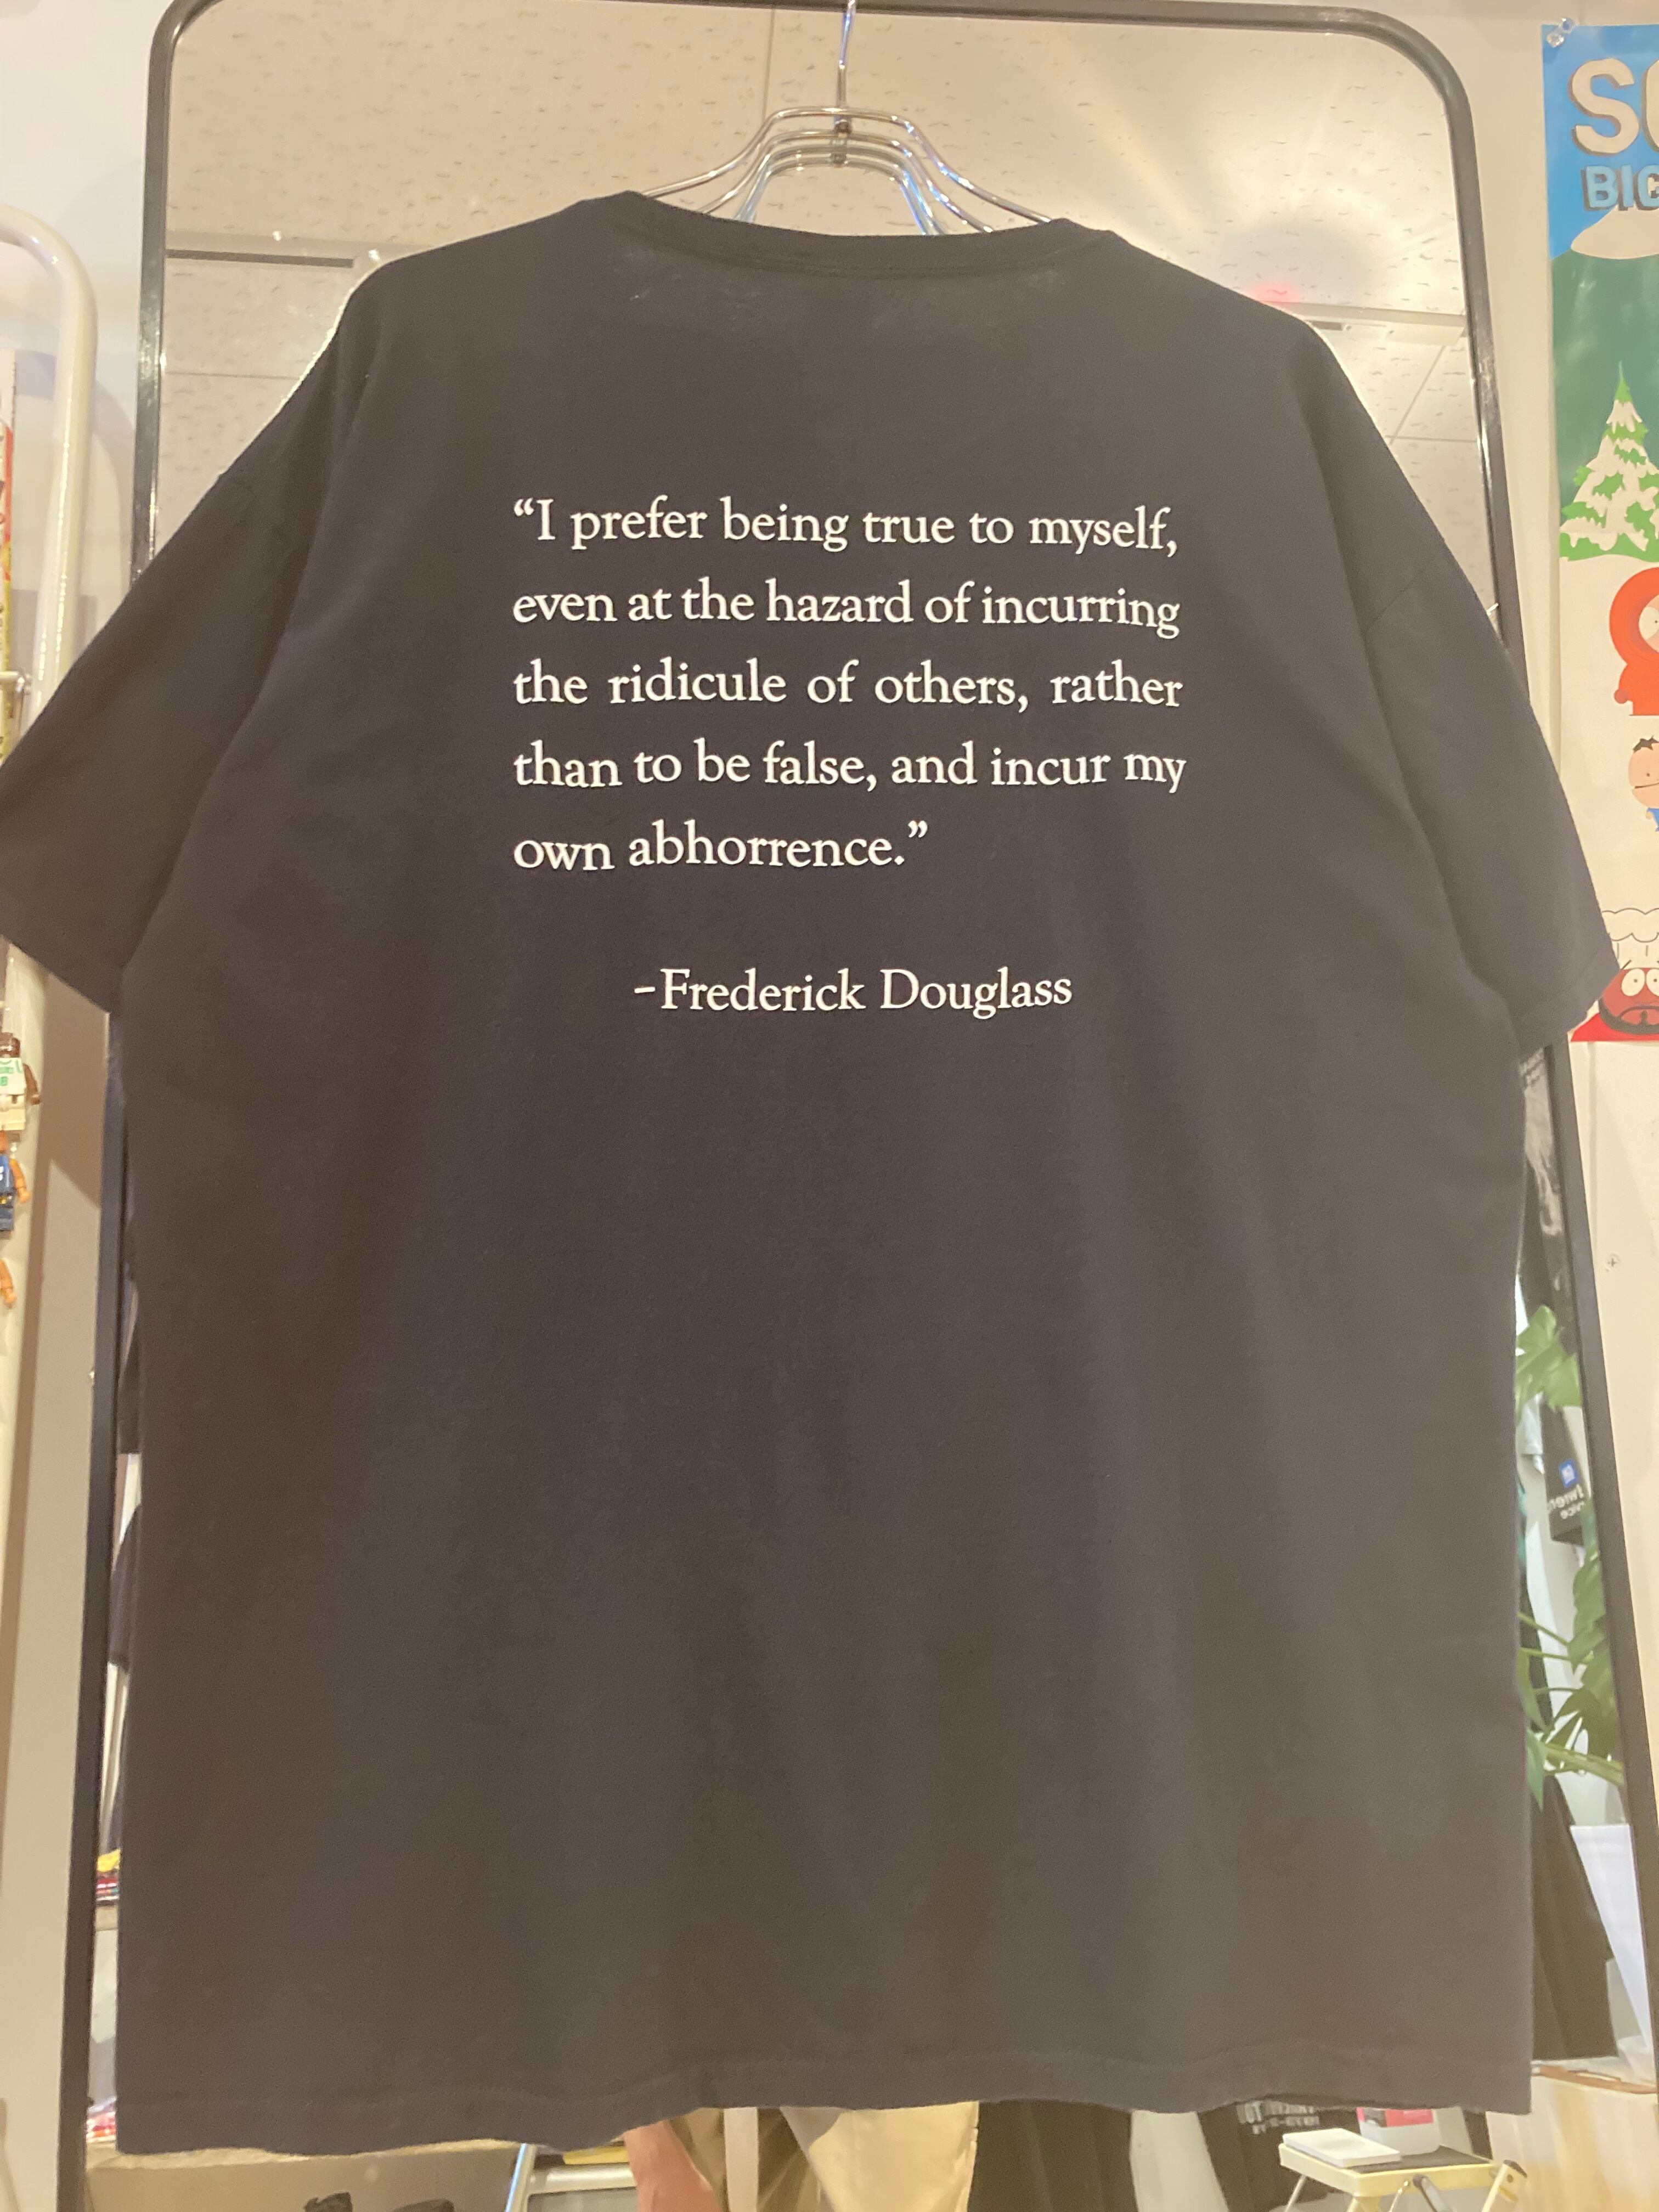 “I prefer being true to myself,
even at the hazard of incurring
the ridicule of others, rather
than to be false, and incur my
own abhorrence.”
-Frederick Douglass